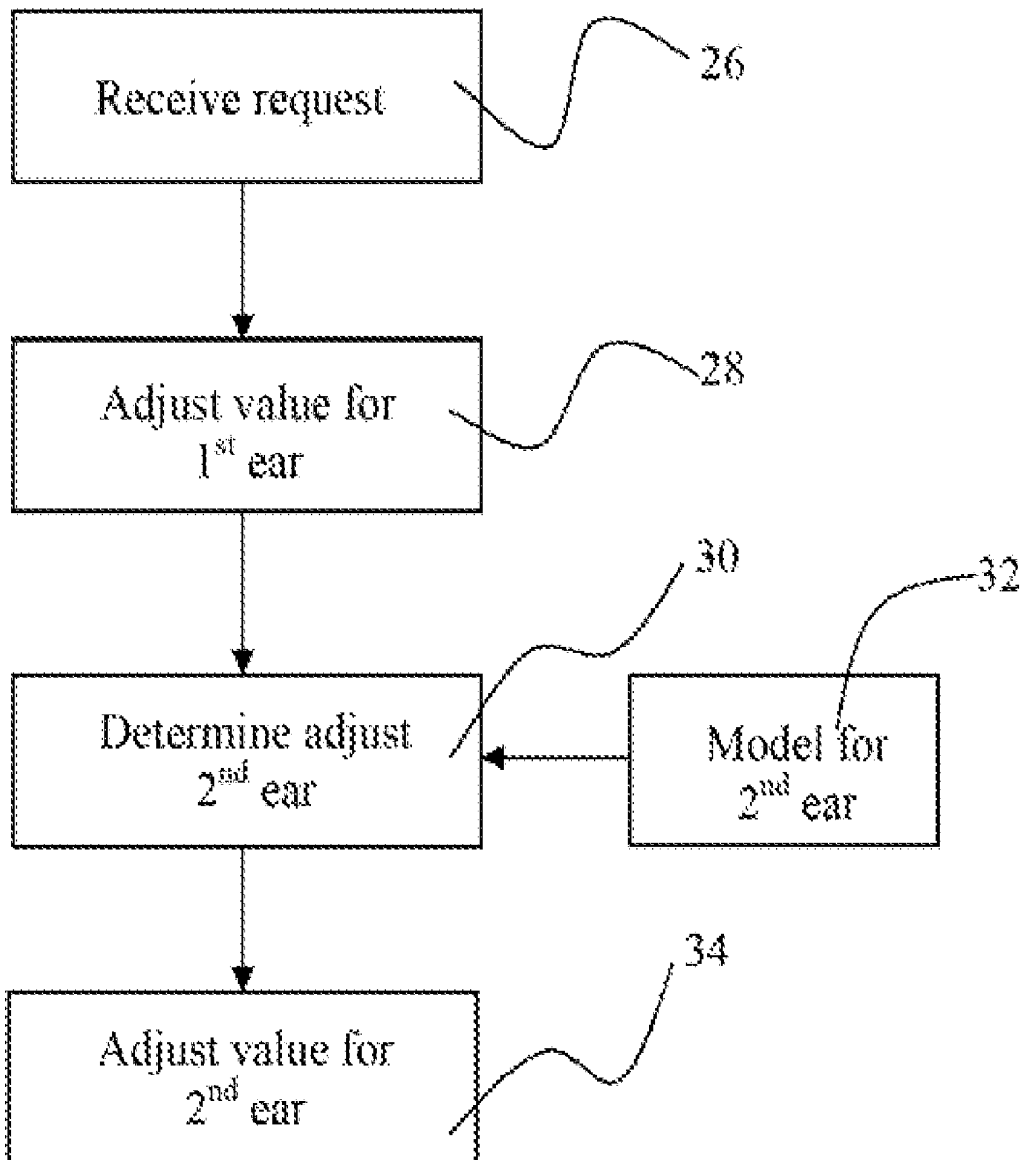 Receive request
26
Adjust value for
1st ear
28
30
32
Determine adjust
2nd ear
Model for
2nd ear
34
Adjust value for
2nd ear